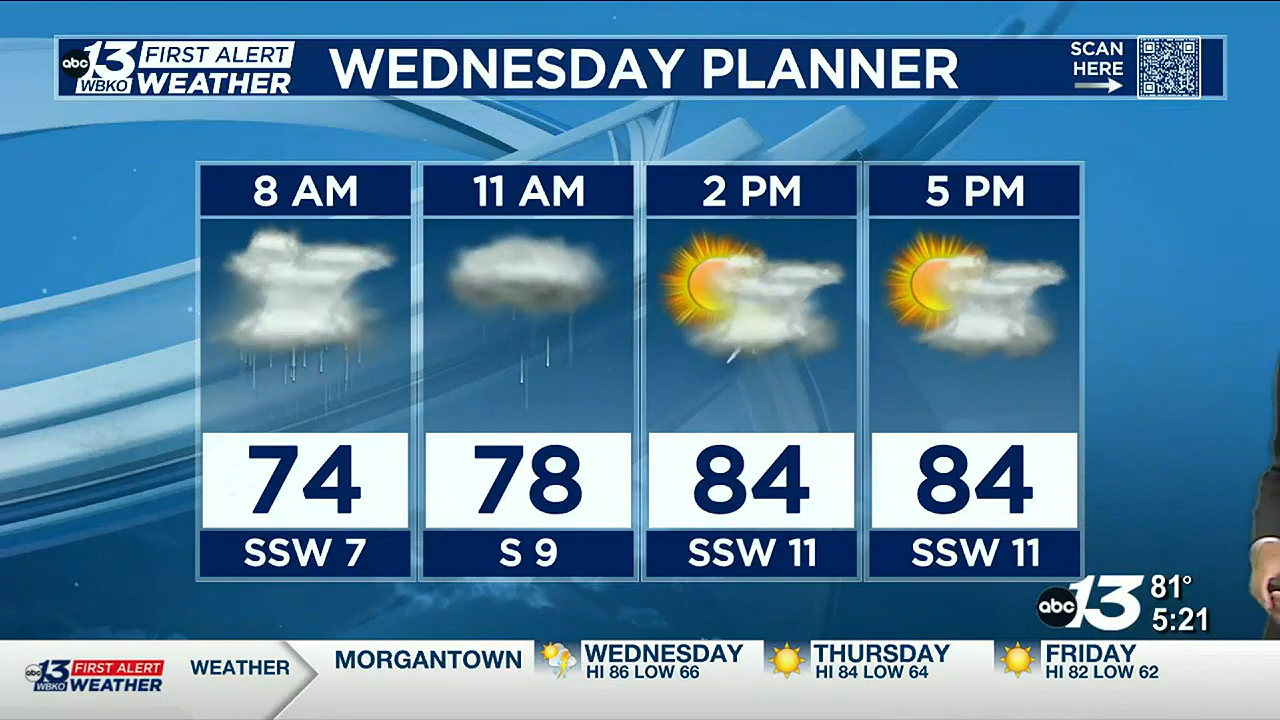 abc 13 WBKO FIRST ALERT WEATHER
WEDNESDAY PLANNER
SCAN HERE
8 AM
74
SSW 7
11 AM
78
S 9
2 PM
84
SSW 11
5 PM
84
SSW 11
abc 13
81°
5:21
abc 13 WBKO FIRST ALERT WEATHER
WEATHER
MORGANTOWN
WEDNESDAY
HI 86 LOW 66
THURSDAY
HI 84 LOW 64
FRIDAY
HI 82 LOW 62